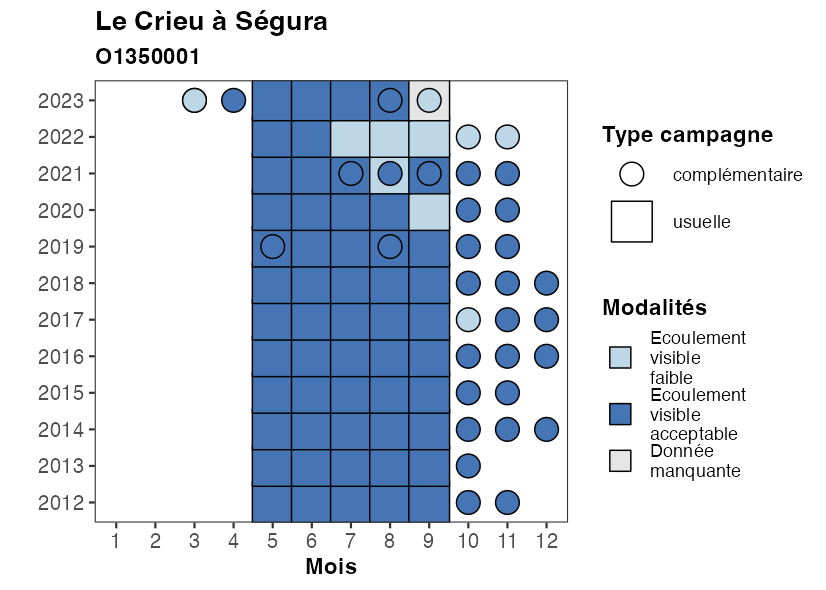 Le Crieu à Ségura
O1350001
2023
2022
2021
2020
2019
2018
2017
2016
2015
2014
2013
2012
1 2 3 4 5 6 7 8 9 10 11 12
Mois
Type campagne
complémentaire
usuelle
Modalités
Ecoulement
visible
faible
Ecoulement
visible
acceptable
Donnée
manquante